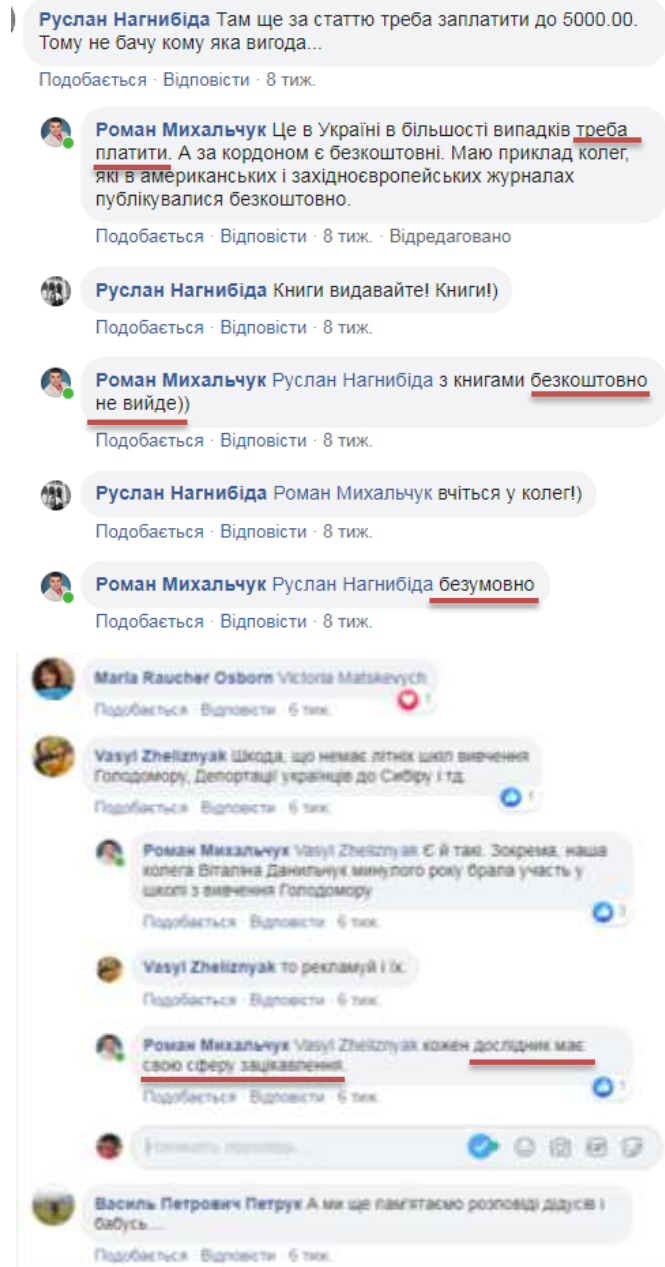 Руслан Нагнибіда Там ще за статтю треба заплатити до 5000.00.
Тому не бачу кому яка вигода...
Подобається · Відповісти · 8 тиж.
Роман Михальчук Це в Україні в більшості випадків треба
платити. А за кордоном є безкоштовні. Маю приклад колег,
які в американських і західноєвропейських журналах
публікувалися безкоштовно.
Подобається · Відповісти · 8 тиж. · Відредаговано
Руслан Нагнибіда Книги видавайте! Книги!)
Подобається · Відповісти · 8 тиж.
Роман Михальчук Руслан Нагнибіда з книгами безкоштовно
не вийде))
Подобається · Відповісти · 8 тиж.
Руслан Нагнибіда Роман Михальчук вчіться у колег!)
Подобається · Відповісти · 8 тиж.
Роман Михальчук Руслан Нагнибіда безумовно
Подобається · Відповісти · 8 тиж.
Maria Raucher Osborn Victoria Matskevych
1
Подобається · Відповісти · 6 тиж.
Vasyl Zheliznyak Шкода, що немає літніх шкіл вивчення
Голодомору, Депортації українців до Сибіру і тд.
1
Подобається · Відповісти · 6 тиж.
Роман Михальчук Vasyl Zheliznyak Є й такі. Зокрема, наша
колега Віталіна Данильчук минулого року брала участь у
школі з вивчення Голодомору
3
Подобається · Відповісти · 6 тиж.
Vasyl Zheliznyak то рекламуй і їх.
Подобається · Відповісти · 6 тиж.
Роман Михальчук Vasyl Zheliznyak кожен дослідник має
свою сферу зацікавлення.
1
Подобається · Відповісти · 6 тиж.
Напишіть відповідь...
Василь Петрович Петрук А ми ще пам'ятаємо розповіді дідусів і
бабусь....
Подобається · Відповісти · 6 тиж.